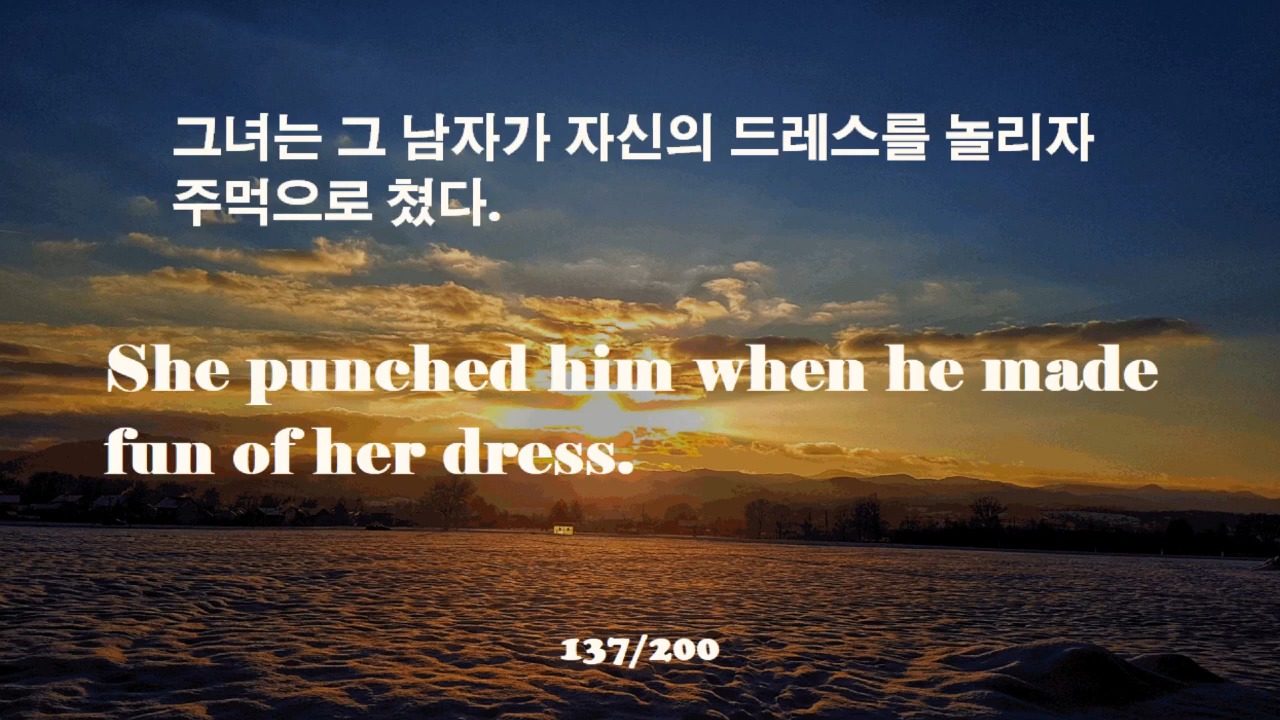 그녀는 그 남자가 자신의 드레스를 놀리자
주먹으로 쳤다.
She punched him when he made
fun of her dress.
137/200